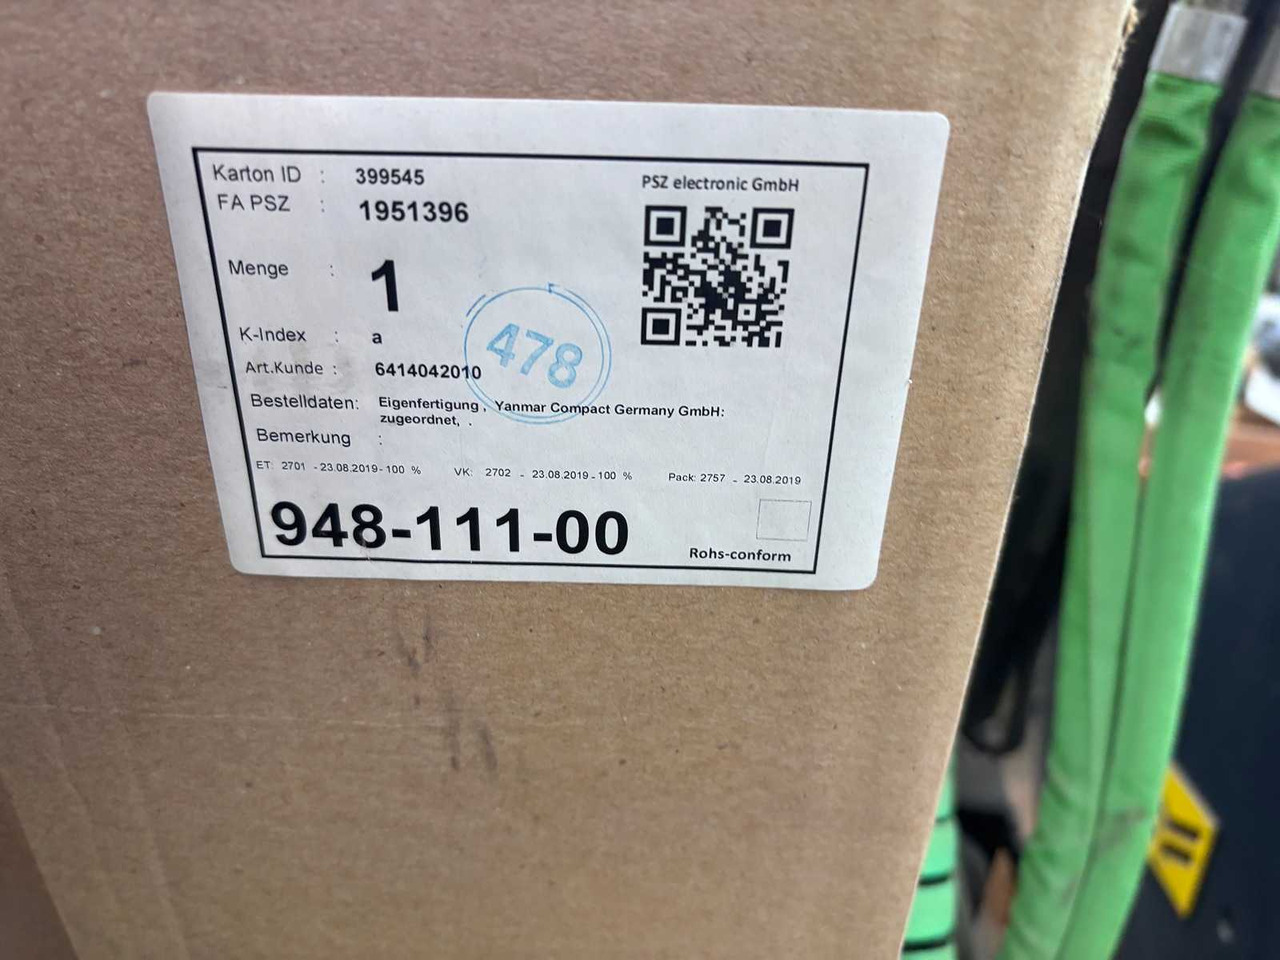 Karton ID : 399545
PSZ electronic GmbH
FA PSZ : 1951396
Menge : 1
478
K-Index : a
Art.Kunde : 6414042010
Bestelldaten: Eigenfertigung , Yanmar Compact Germany GmbH:
zugeordnet, .
Bemerkung :
ET: 2701 - 23.08.2019 - 100 % VK: 2702 - 23.08.2019 - 100 % Pack: 2757 - 23.08.2019
948-111-00
Rohs-conform